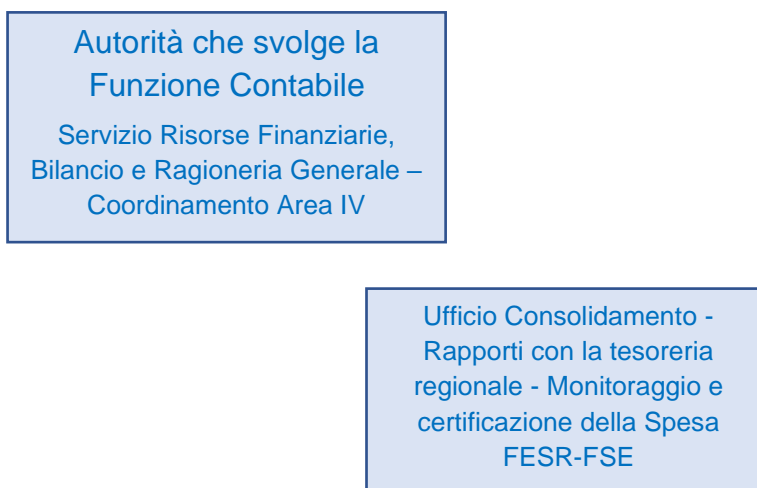 Autorità che svolge la
Funzione Contabile
Servizio Risorse Finanziarie,
Bilancio e Ragioneria Generale –
Coordinamento Area IV
Ufficio Consolidamento -
Rapporti con la tesoreria
regionale - Monitoraggio e
certificazione della Spesa
FESR-FSE